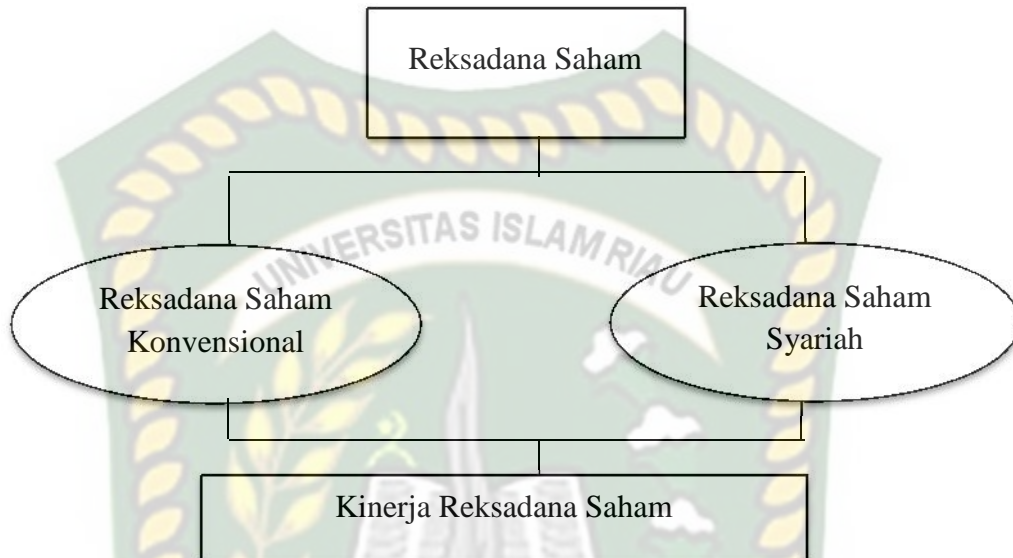 Reksadana Saham
UNIVERSITAS ISLAM RIAU
Reksadana Saham
Konvensional
Reksadana Saham
Syariah
Kinerja Reksadana Saham